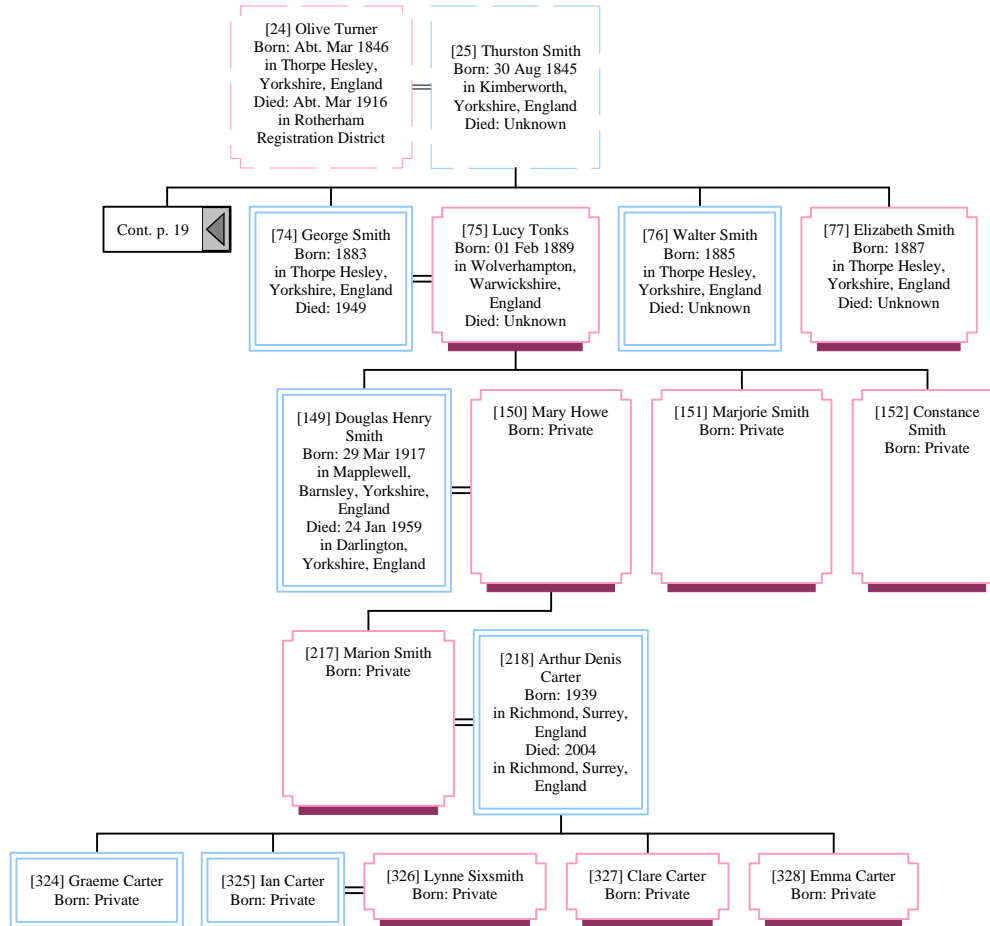 [24] Olive Turner
Born: Abt. Mar 1846
in Thorpe Hesley,
Yorkshire, England
Died: Abt. Mar 1916
in Rotherham
Registration District
[25] Thurston Smith
Born: 30 Aug 1845
in Kimberworth,
Yorkshire, England
Died: Unknown
Cont. p. 19
[74] George Smith
Born: 1883
in Thorpe Hesley,
Yorkshire, England
Died: 1949
[75] Lucy Tonks
Born: 01 Feb 1889
in Wolverhampton,
Warwickshire,
England
Died: Unknown
[76] Walter Smith
Born: 1885
in Thorpe Hesley,
Yorkshire, England
Died: Unknown
[77] Elizabeth Smith
Born: 1887
in Thorpe Hesley,
Yorkshire, England
Died: Unknown
[149] Douglas Henry
Smith
Born: 29 Mar 1917
in Mapplewell,
Barnsley, Yorkshire,
England
Died: 24 Jan 1959
in Darlington,
Yorkshire, England
[150] Mary Howe
Born: Private
[151] Marjorie Smith
Born: Private
[152] Constance
Smith
Born: Private
[217] Marion Smith
Born: Private
[218] Arthur Denis
Carter
Born: 1939
in Richmond, Surrey,
England
Died: 2004
in Richmond, Surrey,
England
[324] Graeme Carter
Born: Private
[325] Ian Carter
Born: Private
[326] Lynne Sixsmith
Born: Private
[327] Clare Carter
Born: Private
[328] Emma Carter
Born: Private